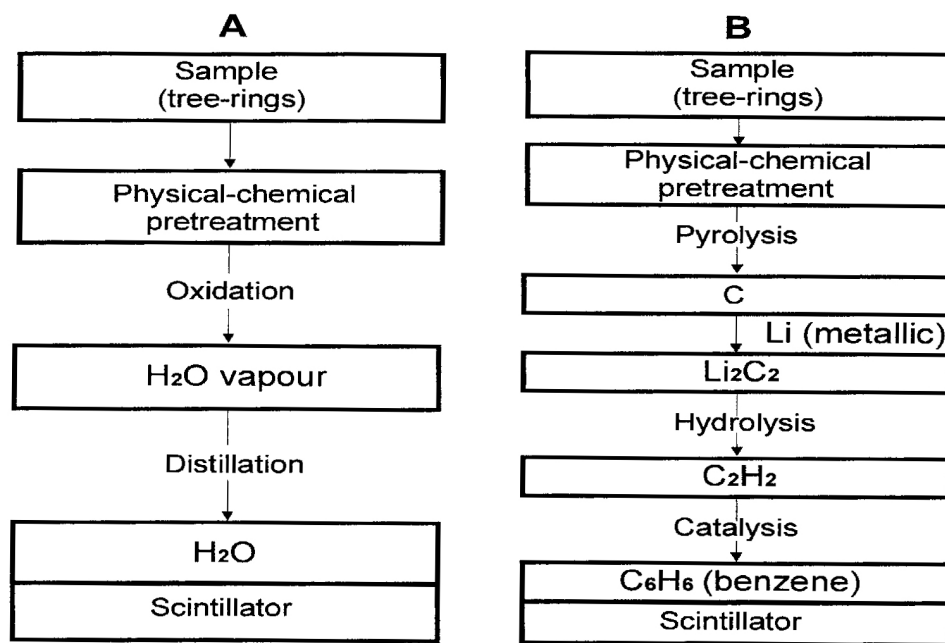 A
Sample
(tree-rings)
Physical-chemical
pretreatment
Oxidation
H₂O vapour
Distillation
H₂O
Scintillator
B
Sample
(tree-rings)
Physical-chemical
pretreatment
Pyrolysis
C
Li (metallic)
Li₂C₂
Hydrolysis
C₂H₂
Catalysis
C₆H₆ (benzene)
Scintillator